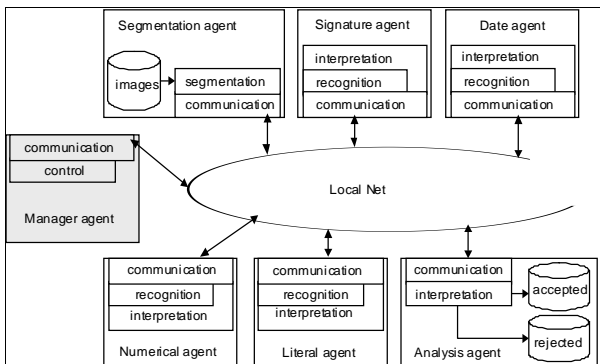 Segmentation agent
images
segmentation
communication
Signature agent
interpretation
recognition
communication
Date agent
interpretation
recognition
communication
communication
control
Manager agent
Local Net
communication
recognition
interpretation
Numerical agent
communication
recognition
interpretation
Literal agent
communication
interpretation
Analysis agent
accepted
rejected